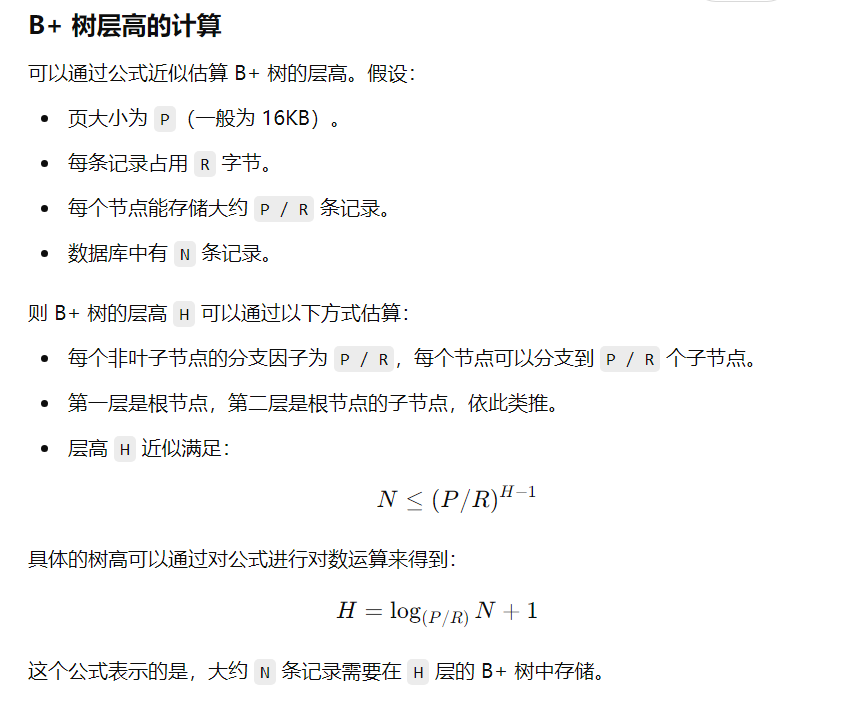 B+ 树层高的计算
可以通过公式近似估算 B+ 树的层高。假设：
• 页大小为 P（一般为 16KB）。
• 每条记录占用 R 字节。
• 每个节点能存储大约 P / R 条记录。
• 数据库中有 N 条记录。
则 B+ 树的层高 H 可以通过以下方式估算：
• 每个非叶子节点的分支因子为 P / R，每个节点可以分支到 P / R 个子节点。
• 第一层是根节点，第二层是根节点的子节点，依此类推。
• 层高 H 近似满足：
N ≤ (P/R)^{H−1}
具体的树高可以通过对公式进行对数运算来得到：
H = log_{(P/R)} N + 1
这个公式表示的是，大约 N 条记录需要在 H 层的 B+ 树中存储。